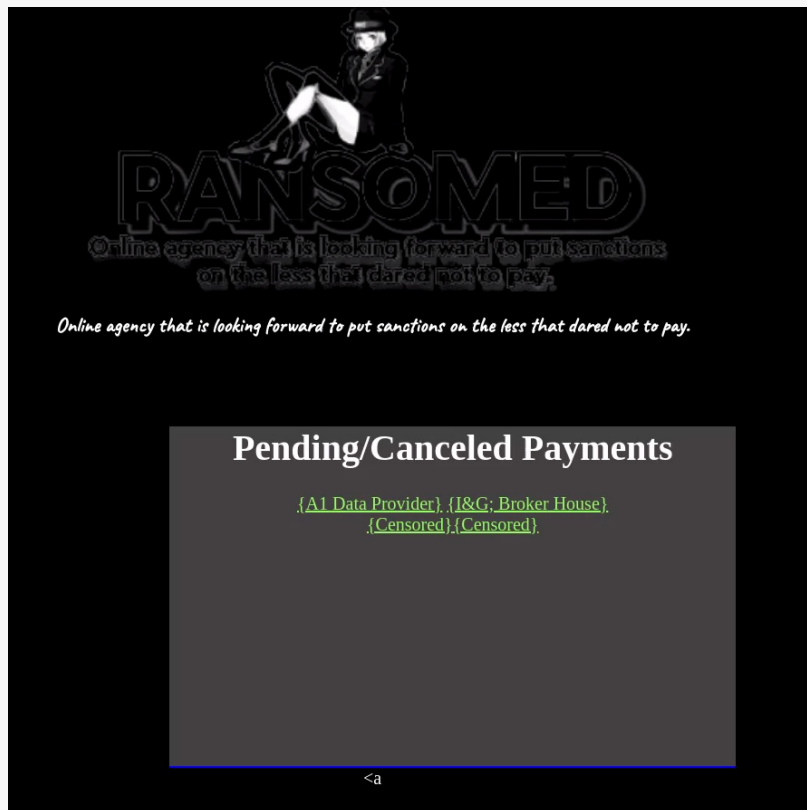 RANSOMED
Online agency that is looking forward to put sanctions
on the less that dared not to pay.
Online agency that is looking forward to put sanctions on the less that dared not to pay.
Pending/Canceled Payments
{A1 Data Provider} {I&G; Broker House}
{Censored}{Censored}
<a